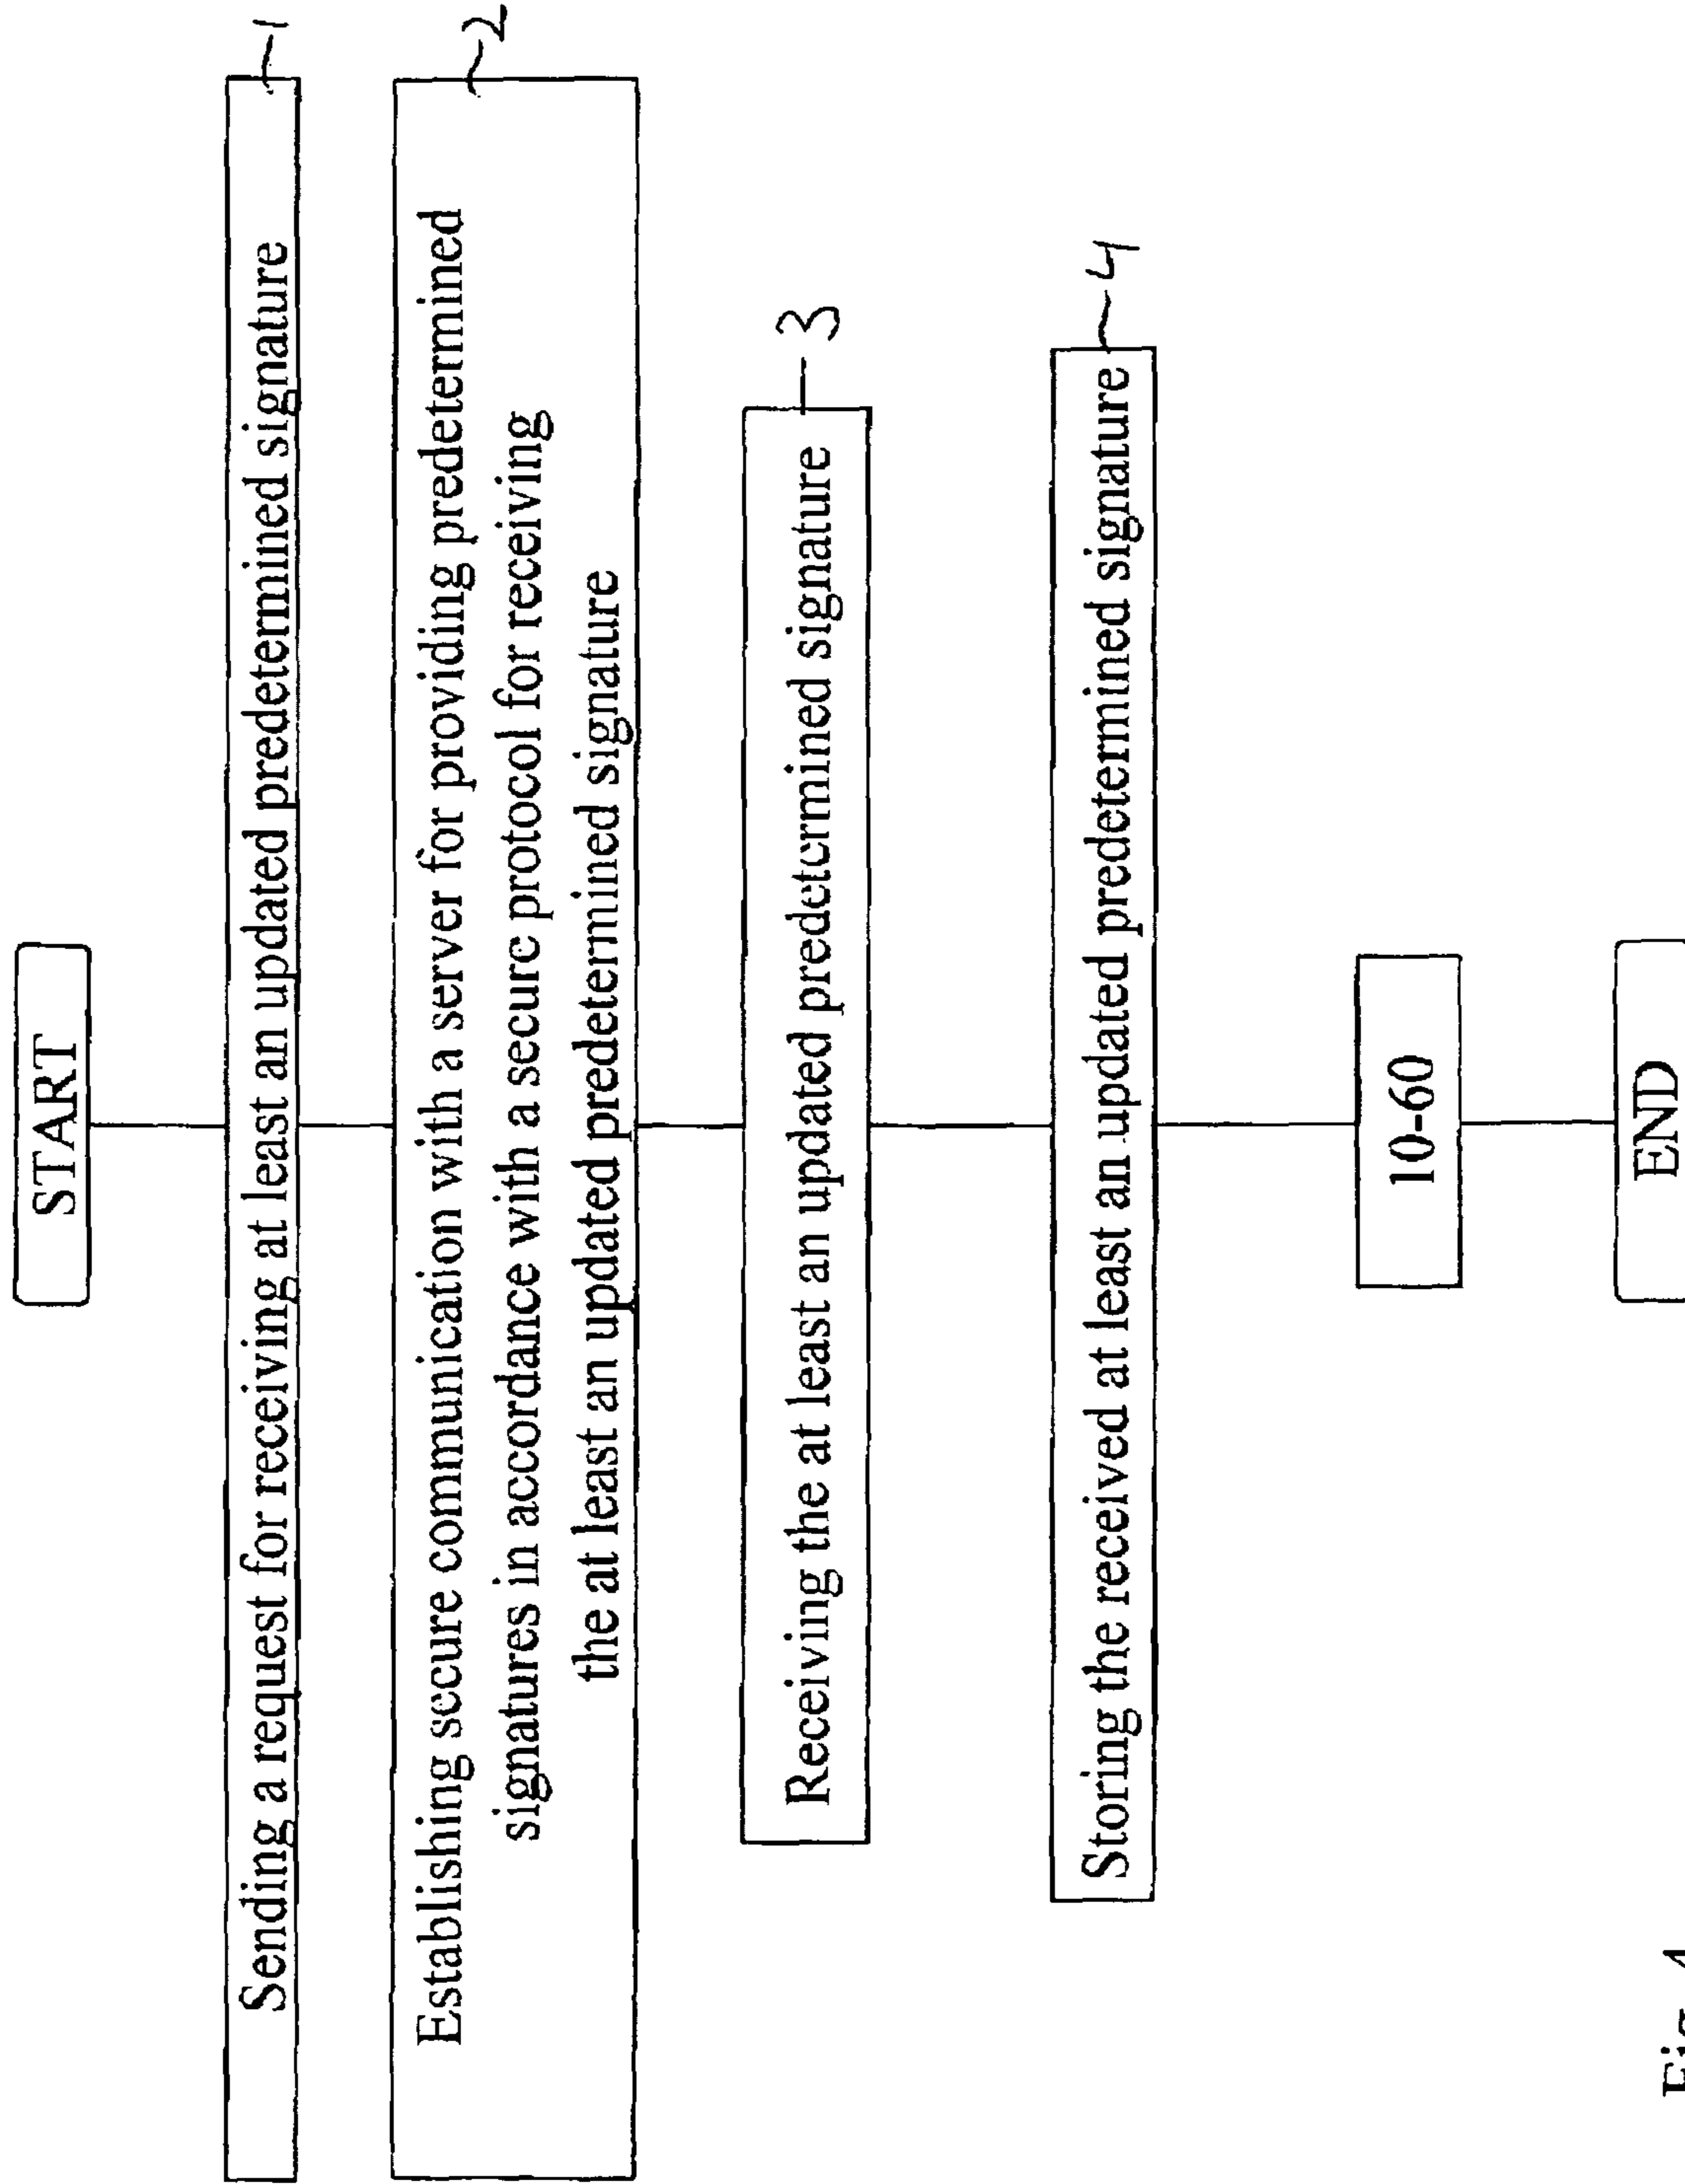 START
Sending a request for receiving at least an updated predetermined signature
1
Establishing secure communication with a server for providing predetermined
signatures in accordance with a secure protocol for receiving
the at least an updated predetermined signature
2
Receiving the at least an updated predetermined signature
3
Storing the received at least an updated predetermined signature
4
10-60
END
Fig. 4